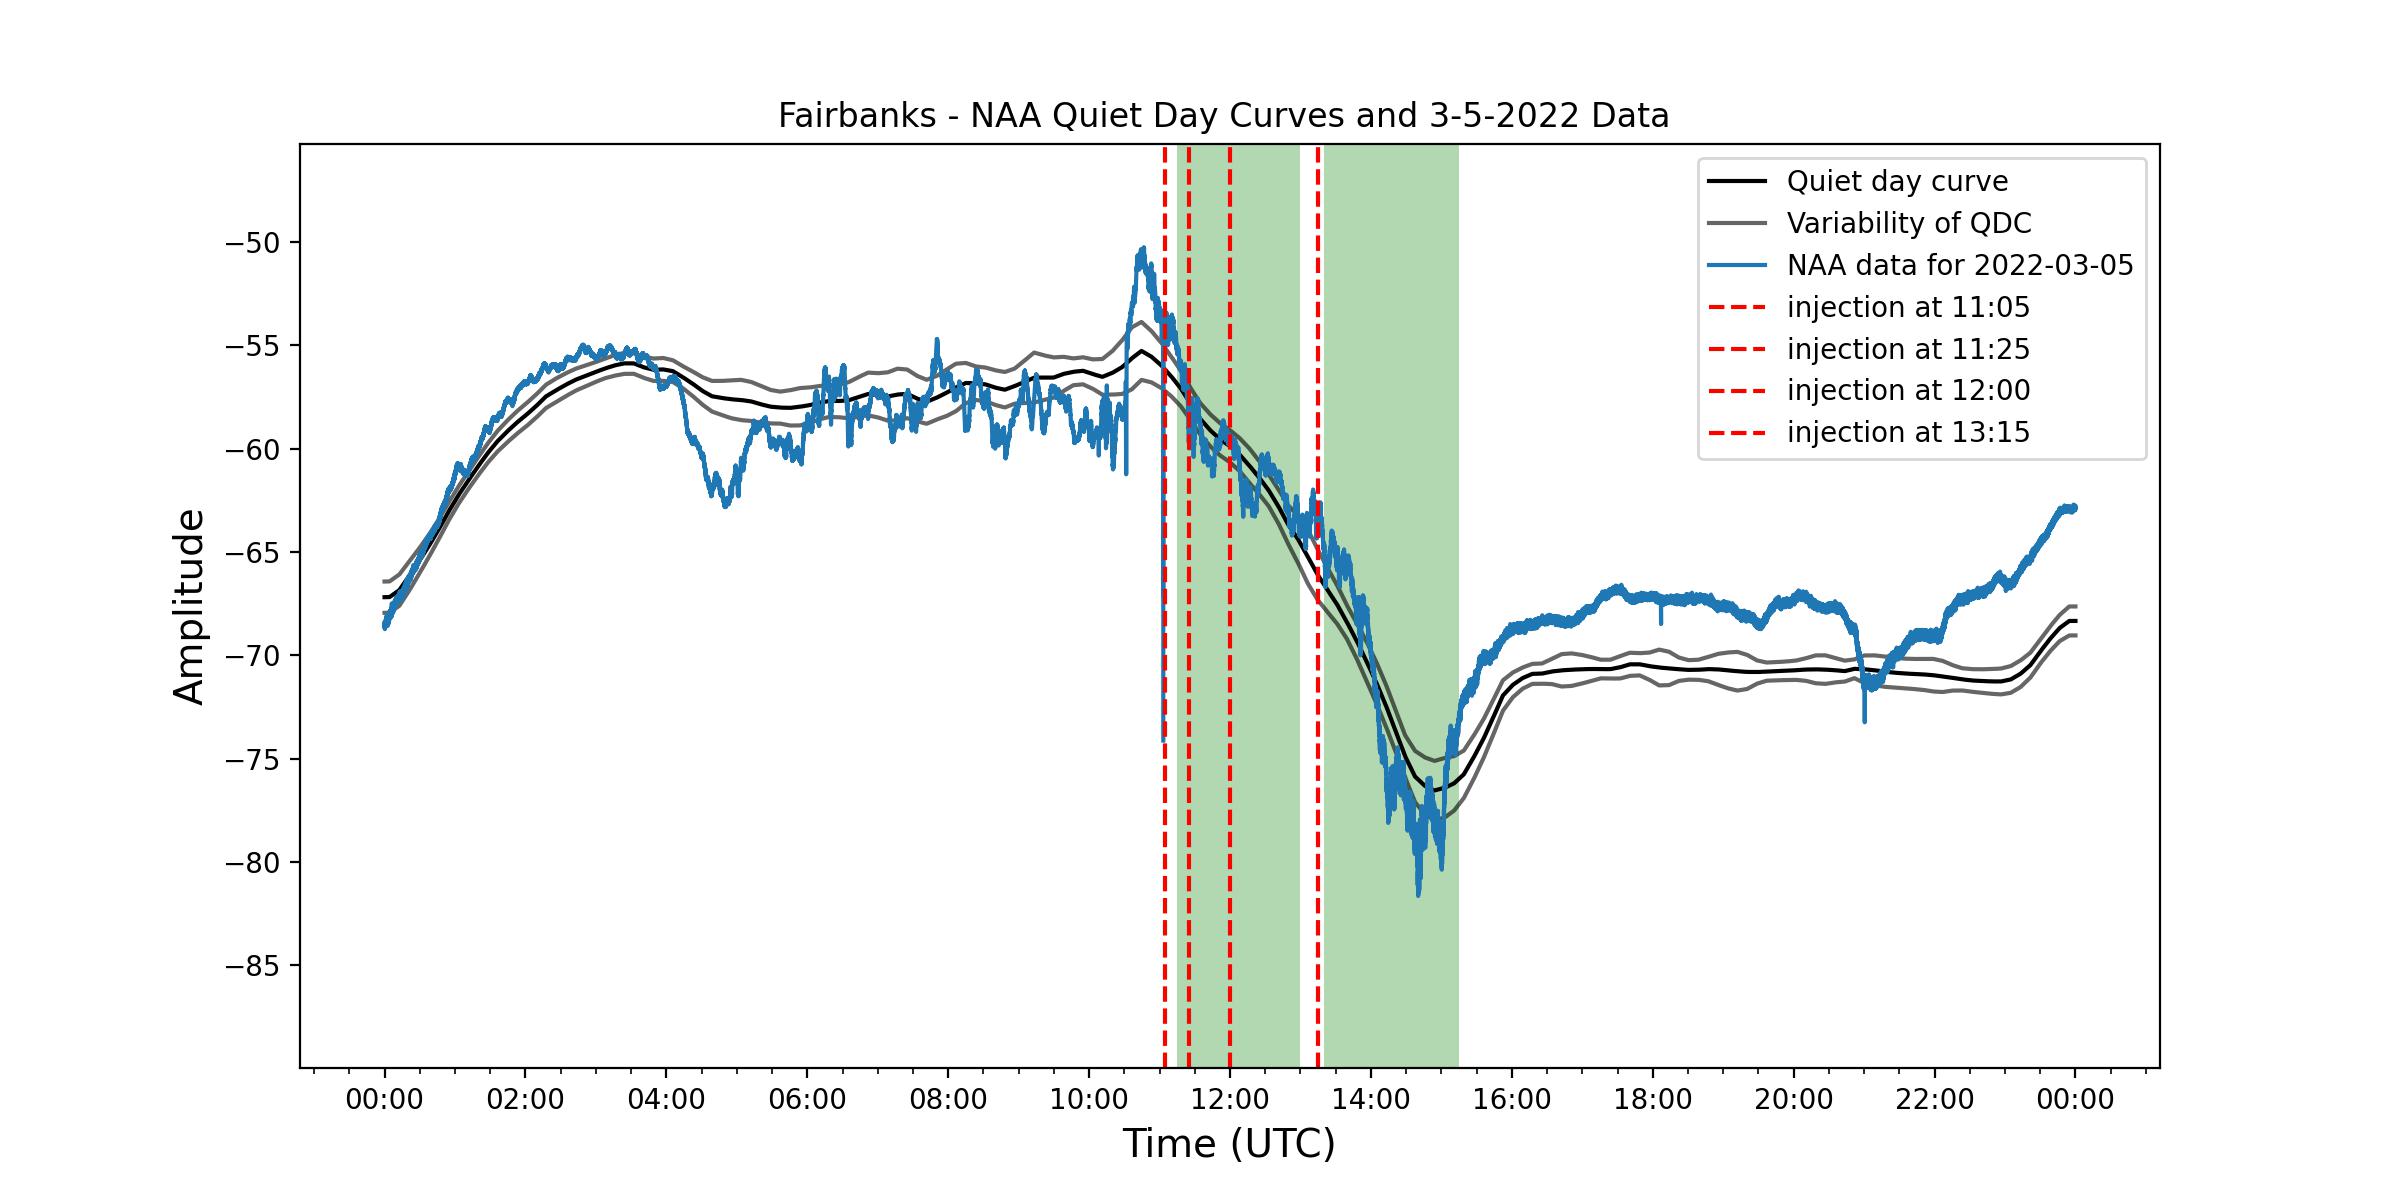 Fairbanks - NAA Quiet Day Curves and 3-5-2022 Data
Quiet day curve
Variability of QDC
NAA data for 2022-03-05
injection at 11:05
injection at 11:25
injection at 12:00
injection at 13:15
Amplitude
−50
−55
−60
−65
−70
−75
−80
−85
00:00 02:00 04:00 06:00 08:00 10:00 12:00 14:00 16:00 18:00 20:00 22:00 00:00
Time (UTC)